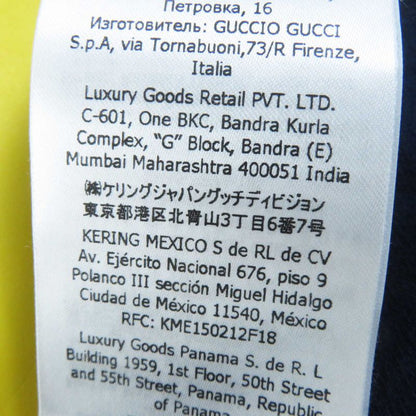 Петровка, 16
Изготовитель: GUCCIO GUCCI
S.p.A, via Tornabuoni,73/R Firenze,
Italia
Luxury Goods Retail PVT. LTD.
C-601, One BKC, Bandra Kurla
Complex, “G” Block, Bandra (E)
Mumbai Maharashtra 400051 India
㈱ケリングジャパングッチディビジョン
東京都港区北青山3丁目6番7号
KERING MEXICO S de RL de CV
Av. Ejército Nacional 676, piso 9
Polanco III sección Miguel Hidalgo
Ciudad de México 11540, México
RFC: KME150212F18
Luxury Goods Panama S. de R. L
Building 1959, 1st Floor, 50th Street
and 55th Street, Panama, Republic
of Panama